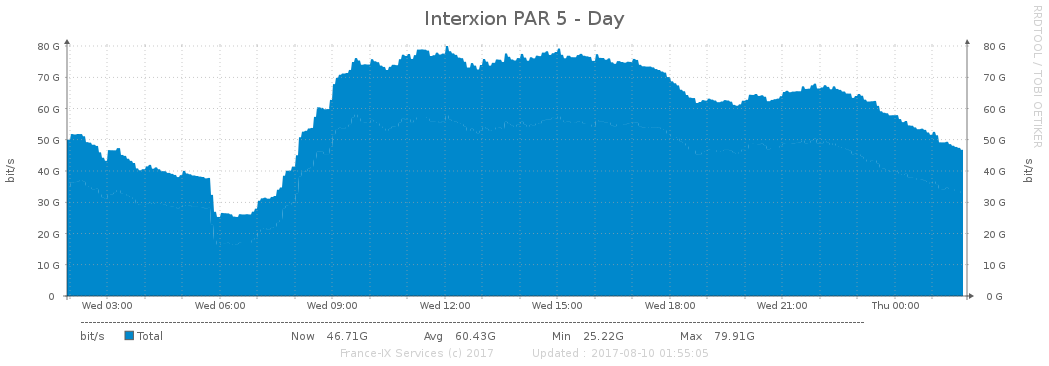 Interxion PAR 5 - Day
RRDTOOL / TOBI OETIKER
bit/s
80 G 80 G
70 G 70 G
60 G 60 G
50 G 50 G
40 G 40 G
30 G 30 G
20 G 20 G
10 G 10 G
0 0 G
bit/s
Wed 03:00 Wed 06:00 Wed 09:00 Wed 12:00 Wed 15:00 Wed 18:00 Wed 21:00 Thu 00:00
bit/s Total Now 46.71G Avg 60.43G Min 25.22G Max 79.91G
France-IX Services (c) 2017 Updated : 2017-08-10 01:55:05